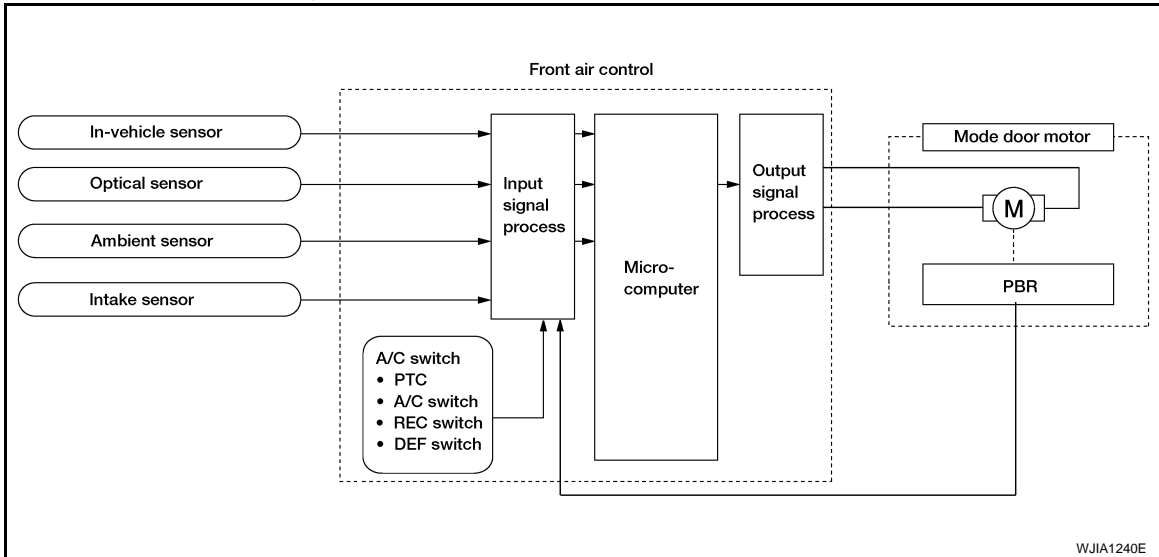 Front air control
In-vehicle sensor
Optical sensor
Ambient sensor
Intake sensor
Input
signal
process
A/C switch
• PTC
• A/C switch
• REC switch
• DEF switch
Micro-
computer
Output
signal
process
Mode door motor
M
PBR
WJIA1240E